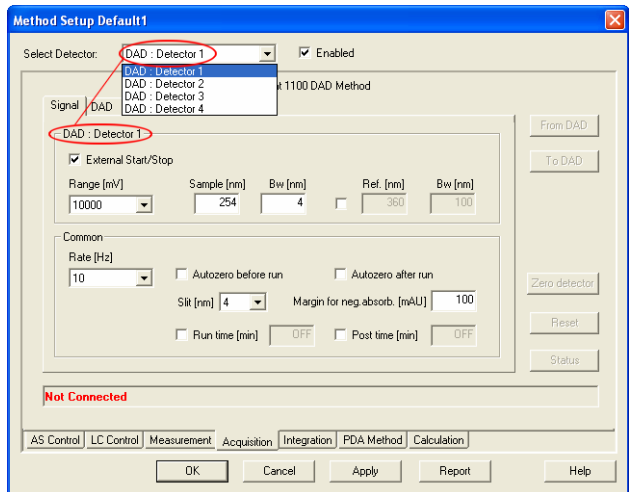 Method Setup Default1
Select Detector: DAD : Detector 1 Enabled
DAD : Detector 1
DAD : Detector 2
DAD : Detector 3
DAD : Detector 4
t 1100 DAD Method
Signal DAD
From DAD
To DAD
DAD : Detector 1
External Start/Stop
Range [mV] Sample [nm] Bw [nm] Ref. [nm] Bw [nm]
10000 254 4 360 100
Common
Rate [Hz]
10 Autozero before run Autozero after run
Slit [nm] 4 Margin for neg.absorb. [mAU] 100
Run time [min] OFF Post time [min] OFF
Zero detector
Reset
Status
Not Connected
AS Control LC Control Measurement Acquisition Integration PDA Method Calculation
OK Cancel Apply Report Help